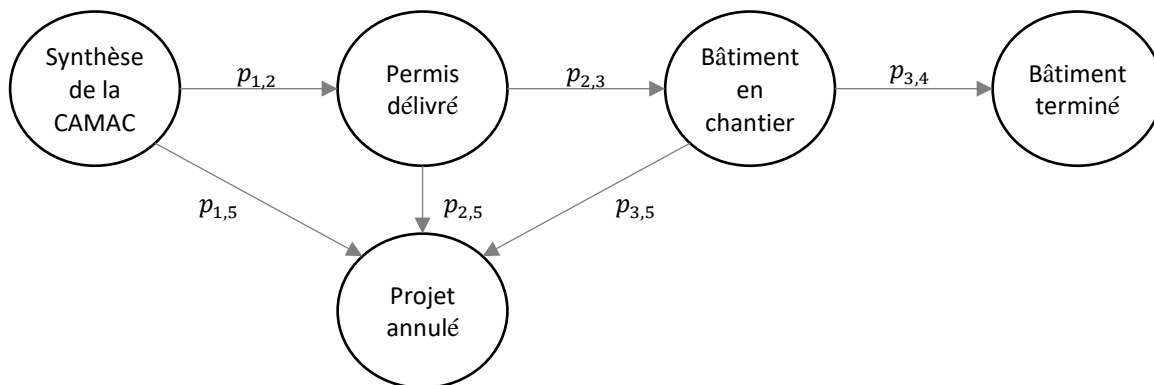 Synthèse
de la
CAMAC
p1,2
Permis
délivré
p2,3
Bâtiment
en
chantier
p3,4
Bâtiment
terminé
p1,5
p2,5
p3,5
Projet
annulé